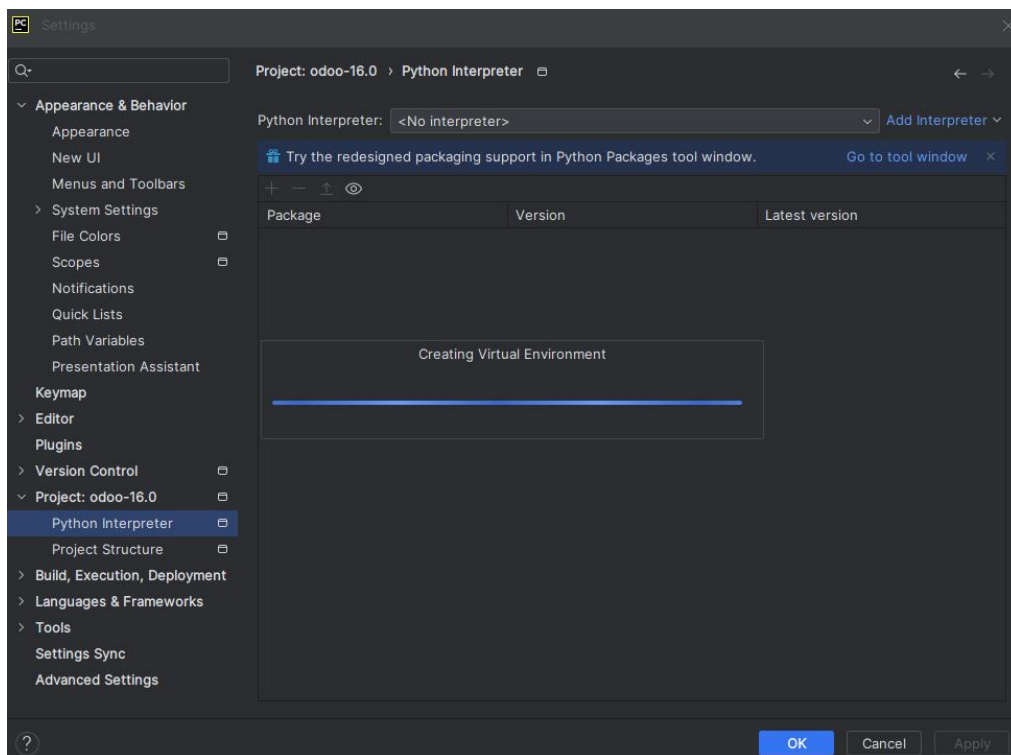 PC Settings
Project: odoo-16.0 › Python Interpreter
Appearance & Behavior
Appearance
New UI
Menus and Toolbars
System Settings
File Colors
Scopes
Notifications
Quick Lists
Path Variables
Presentation Assistant
Keymap
Editor
Plugins
Version Control
Project: odoo-16.0
Python Interpreter
Project Structure
Build, Execution, Deployment
Languages & Frameworks
Tools
Settings Sync
Advanced Settings
Python Interpreter: <No interpreter> Add Interpreter
Try the redesigned packaging support in Python Packages tool window. Go to tool window
Package Version Latest version
Creating Virtual Environment
? OK Cancel Apply